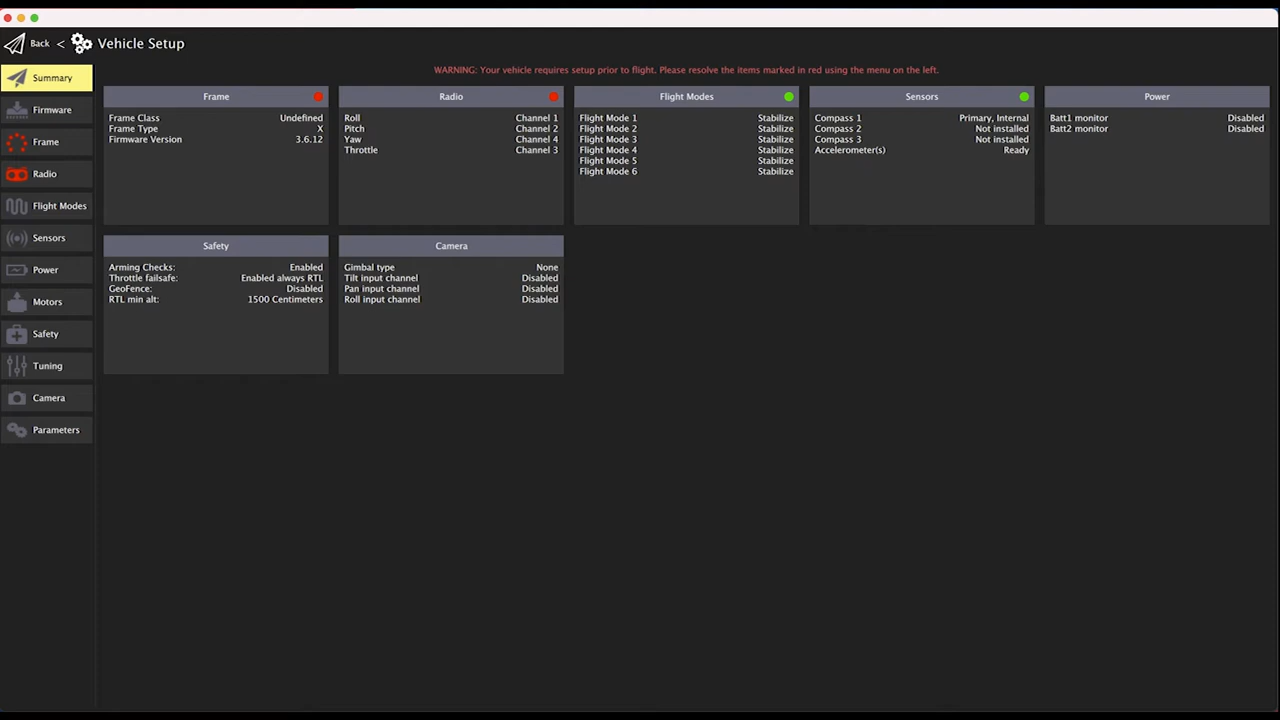 Back < Vehicle Setup
WARNING: Your vehicle requires setup prior to flight. Please resolve the items marked in red using the menu on the left.
Summary
Firmware
Frame
Radio
Flight Modes
Sensors
Power
Motors
Safety
Tuning
Camera
Parameters
Frame
Frame Class Undefined
Frame Type X
Firmware Version 3.6.12
Radio
Roll Channel 1
Pitch Channel 2
Yaw Channel 4
Throttle Channel 3
Flight Modes
Flight Mode 1 Stabilize
Flight Mode 2 Stabilize
Flight Mode 3 Stabilize
Flight Mode 4 Stabilize
Flight Mode 5 Stabilize
Flight Mode 6 Stabilize
Sensors
Compass 1 Primary, Internal
Compass 2 Not installed
Compass 3 Not installed
Accelerometer(s) Ready
Power
Batt1 monitor Disabled
Batt2 monitor Disabled
Safety
Arming Checks: Enabled
Throttle failsafe: Enabled always RTL
GeoFence: Disabled
RTL min alt: 1500 Centimeters
Camera
Gimbal type None
Tilt input channel Disabled
Pan input channel Disabled
Roll input channel Disabled